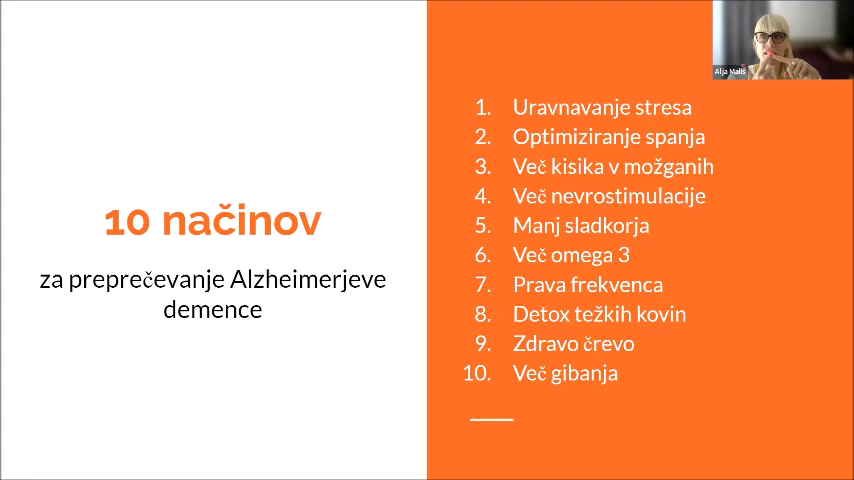 10 načinov
za preprečevanje Alzheimerjeve
demence
1. Uravnavanje stresa
2. Optimiziranje spanja
3. Več kisika v možganih
4. Več nevrostimulacije
5. Manj sladkorja
6. Več omega 3
7. Prava frekvenca
8. Detox težkih kovin
9. Zdravo črevo
10. Več gibanja
Alja Malis